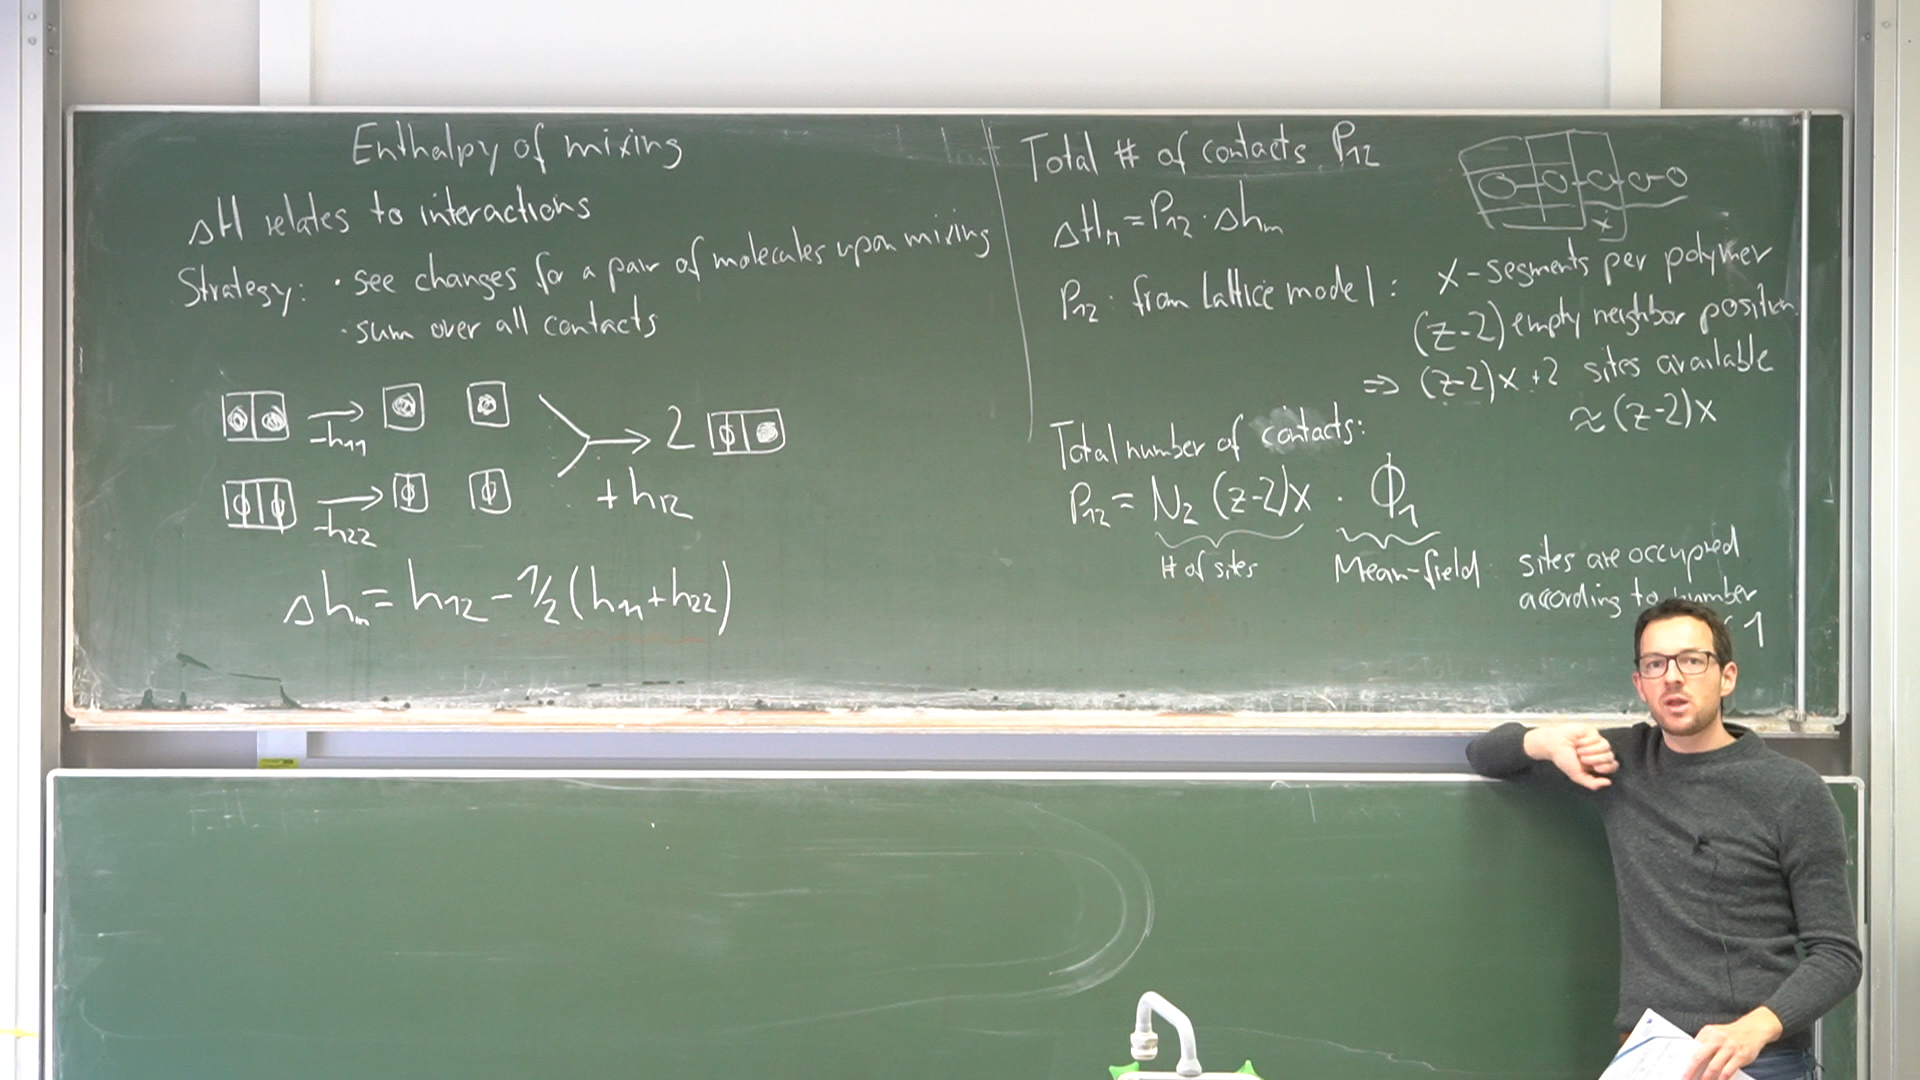 Enthalpy of mixing
ΔH relates to interactions
Strategy: · see changes for a pair of molecules upon mixing
· sum over all contacts
-h11
2
-h22
+h12
Δhm = h12 - 1/2 (h11 + h22)
Total # of contacts P12
ΔHM = P12 · Δhm
x
P12: from Lattice model: x - segments per polymer
(z-2) empty neighbor position
⇒ (z-2)x + 2 sites available
≈ (z-2)x
Total number of contacts:
P12 = N2 (z-2)x · Φ1
# of sites
Mean-field
sites are occupied
according to number
1